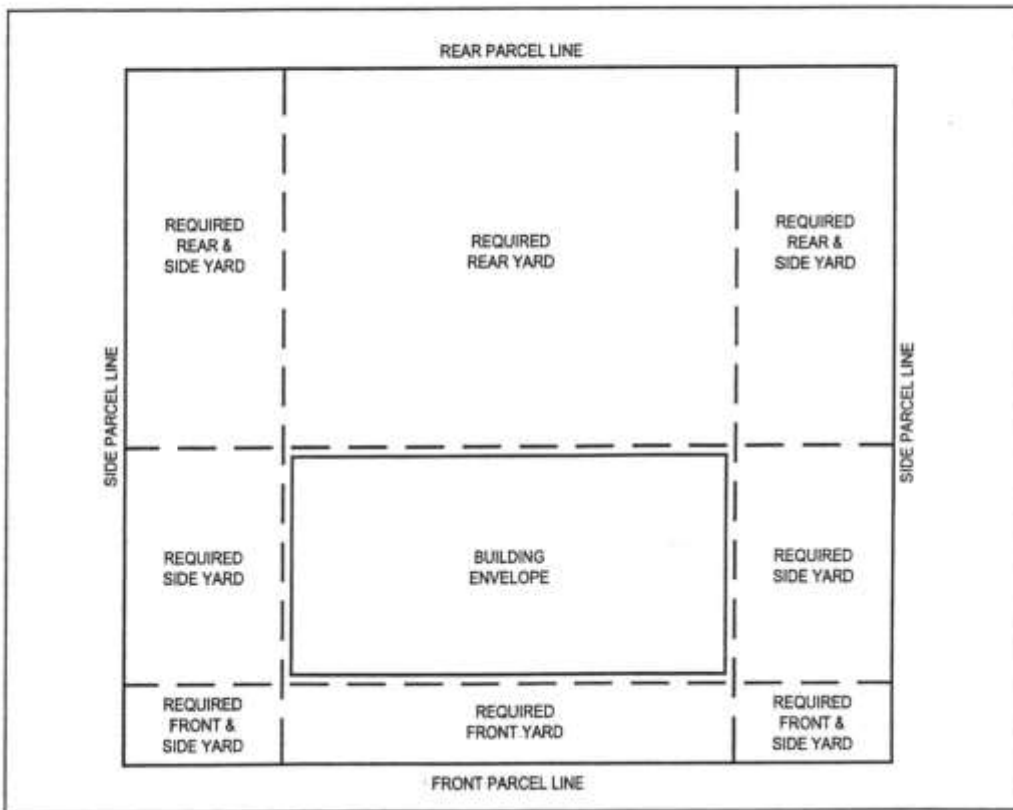 REAR PARCEL LINE
REQUIRED
REAR &
SIDE YARD
REQUIRED
REAR YARD
REQUIRED
REAR &
SIDE YARD
SIDE PARCEL LINE
SIDE PARCEL LINE
REQUIRED
SIDE YARD
BUILDING
ENVELOPE
REQUIRED
SIDE YARD
REQUIRED
FRONT &
SIDE YARD
REQUIRED
FRONT YARD
REQUIRED
FRONT &
SIDE YARD
FRONT PARCEL LINE